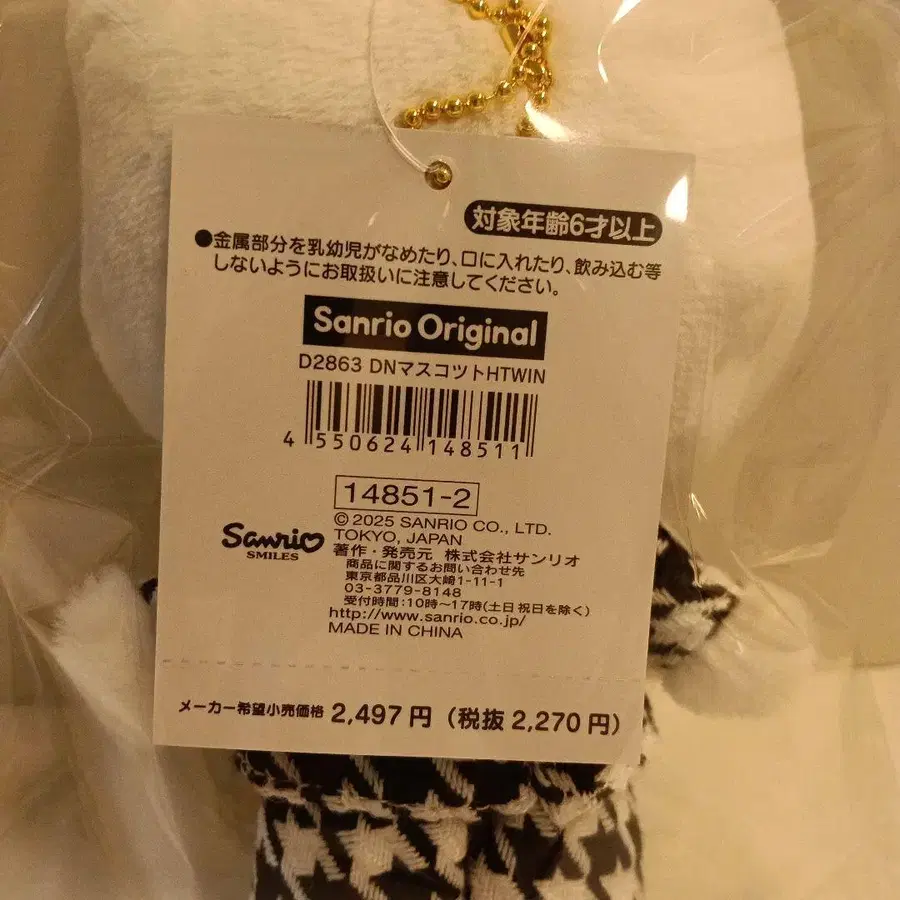 対象年齢6才以上
●金属部分を乳幼児がなめたり、口に入れたり、飲み込む等
しないようにお取扱いに注意してください。
Sanrio Original
D2863 DNマスコツトHTWIN
4 550624 148511
14851-2
© 2025 SANRIO CO., LTD.
TOKYO, JAPAN
Sanrio
SMILES
著作・発売元 株式会社サンリオ
商品に関するお問い合わせ先
東京都品川区大崎1-11-1
03-3779-8148
受付時間:10時〜17時(土日祝日を除く)
http://www.sanrio.co.jp/
MADE IN CHINA
メーカー希望小売価格 2,497円(税抜2,270円)